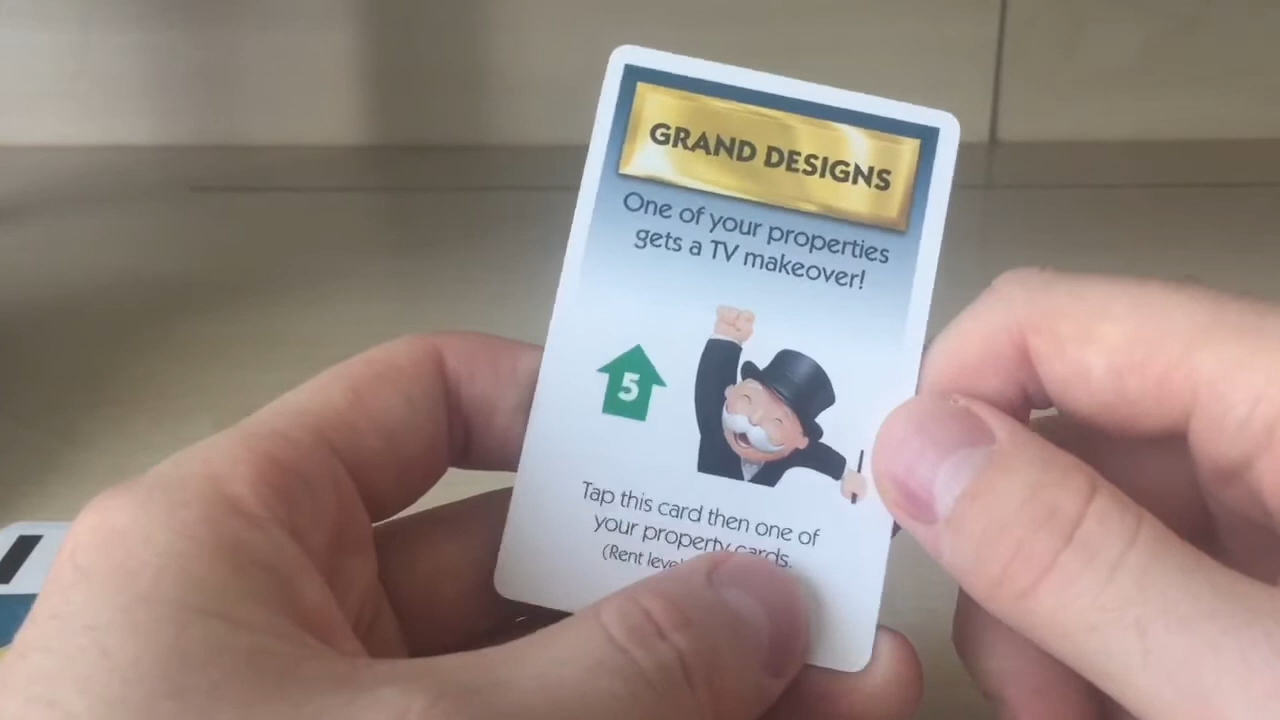 GRAND DESIGNS
One of your properties
gets a TV makeover!
5
Tap this card then one of
your property cards.
(Rent level